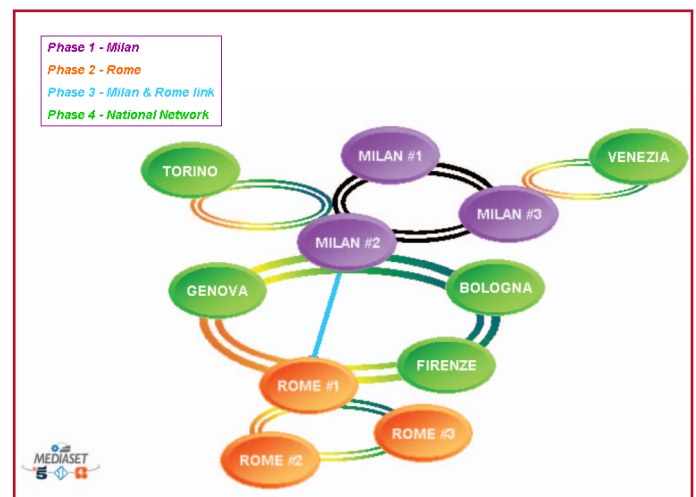 Phase 1 - Milan
Phase 2 - Rome
Phase 3 - Milan & Rome link
Phase 4 - National Network
MILAN #1
VENEZIA
TORINO
MILAN #3
MILAN #2
GENOVA
BOLOGNA
FIRENZE
ROME #1
ROME #3
ROME #2
MEDIASET
5